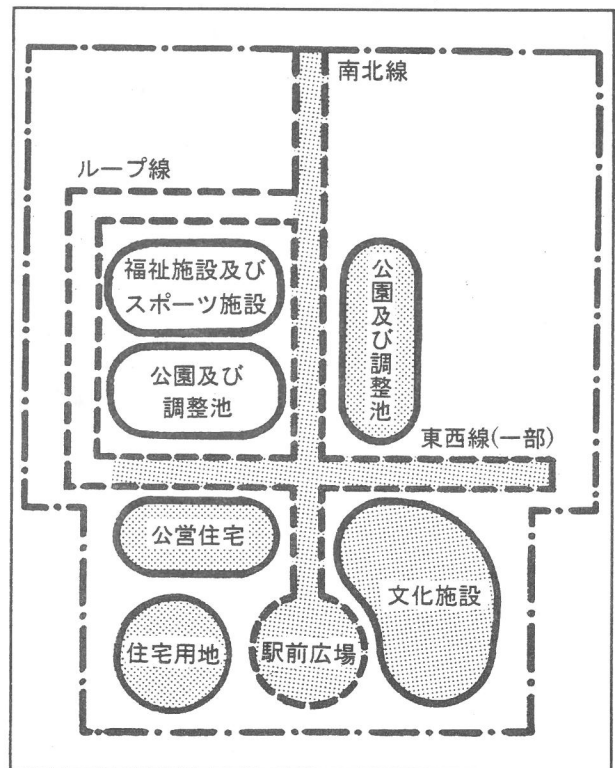 南北線
ループ線
福祉施設及び
スポーツ施設
公園及び調整池
公園及び
調整池
東西線(一部)
公営住宅
文化施設
住宅用地
駅前広場